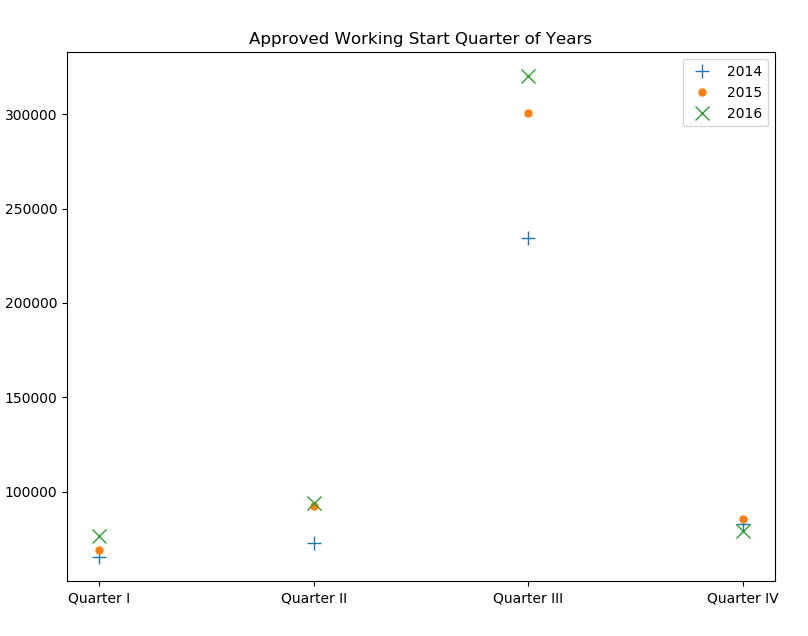 Approved Working Start Quarter of Years
2014
2015
2016
300000
250000
200000
150000
100000
Quarter I
Quarter II
Quarter III
Quarter IV